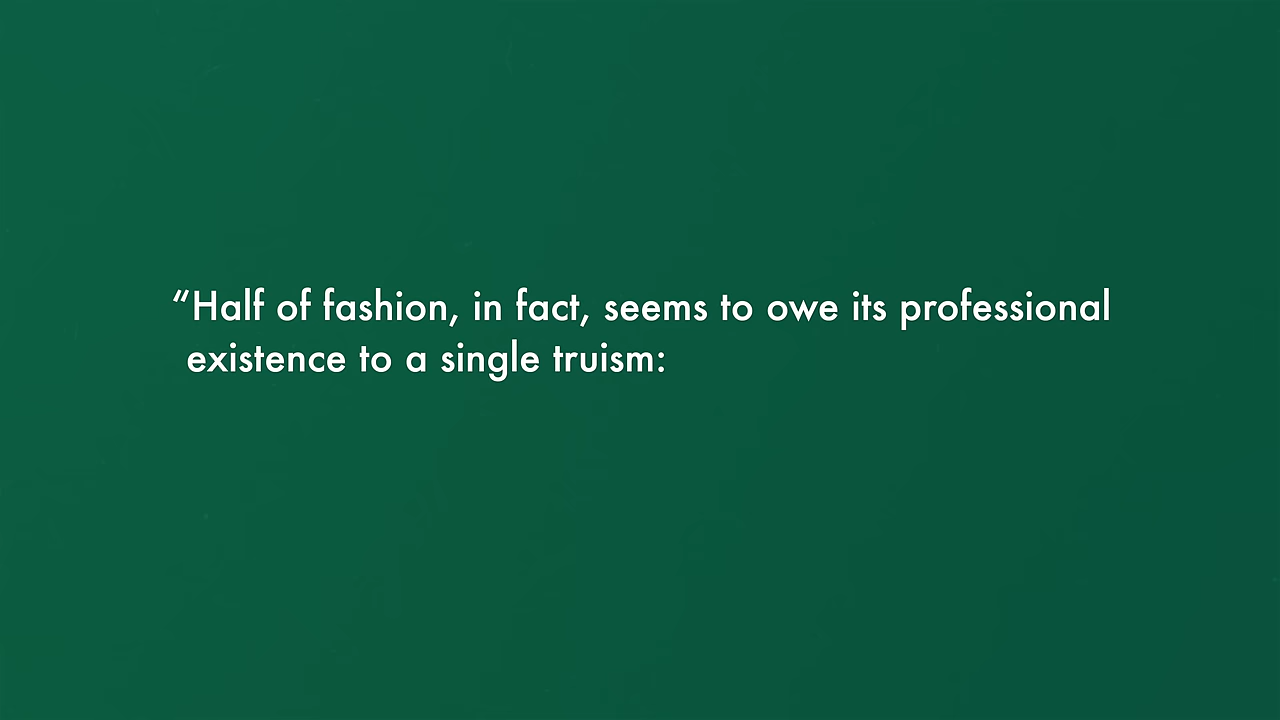 “Half of fashion, in fact, seems to owe its professional
existence to a single truism: